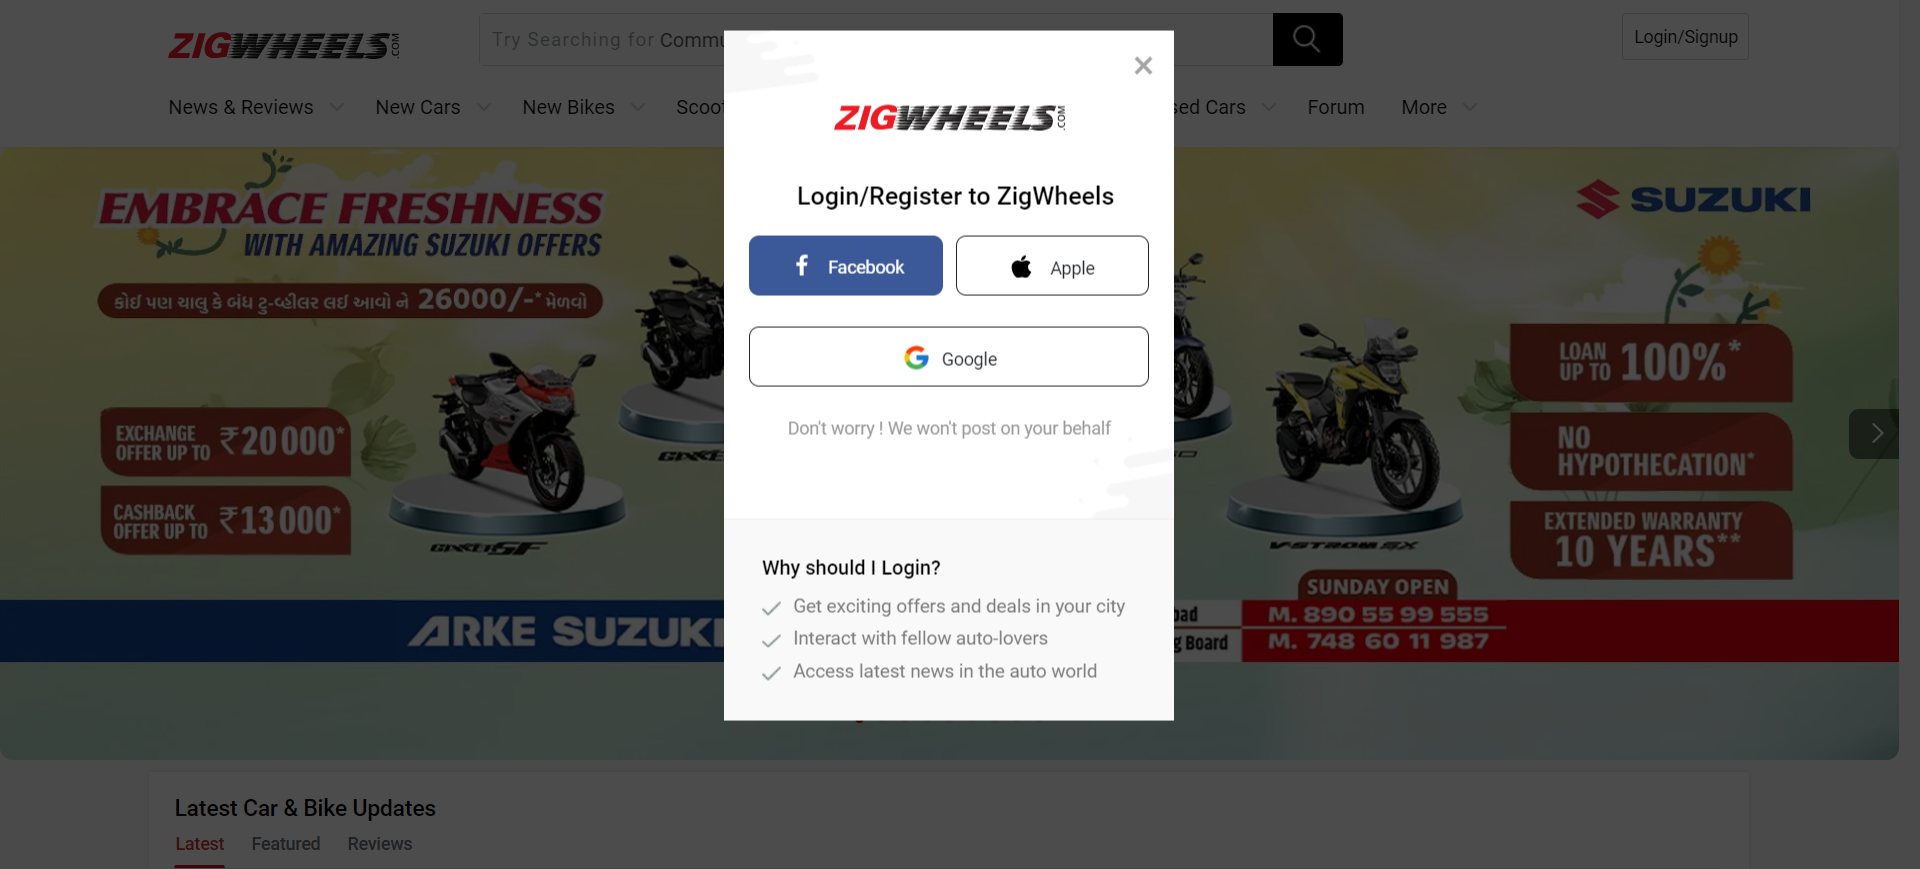 ZIGWHEELS.COM
Try Searching for Commu
Login/Signup
News & Reviews
New Cars
New Bikes
Scoot
sed Cars
Forum
More
ZIGWHEELS.COM
Login/Register to ZigWheels
Facebook
Apple
Google
Don't worry ! We won't post on your behalf
Why should I Login?
Get exciting offers and deals in your city
Interact with fellow auto-lovers
Access latest news in the auto world
EMBRACE FRESHNESS
WITH AMAZING SUZUKI OFFERS
કોઈ પણ ચાલુ કે બંધ ટુ-વ્હીલર લઈ આવો ને 26000/-* મેળવો
EXCHANGE
OFFER UP TO ₹20000*
CASHBACK
OFFER UP TO ₹13000*
GIXXER SF
SUZUKI
LOAN
UP TO 100%*
NO
HYPOTHECATION*
EXTENDED WARRANTY
10 YEARS**
V-STROM SX
SUNDAY OPEN
ARKE SUZUKI
bad
M. 890 55 99 555
g Board
M. 748 60 11 987
Latest Car & Bike Updates
Latest
Featured
Reviews